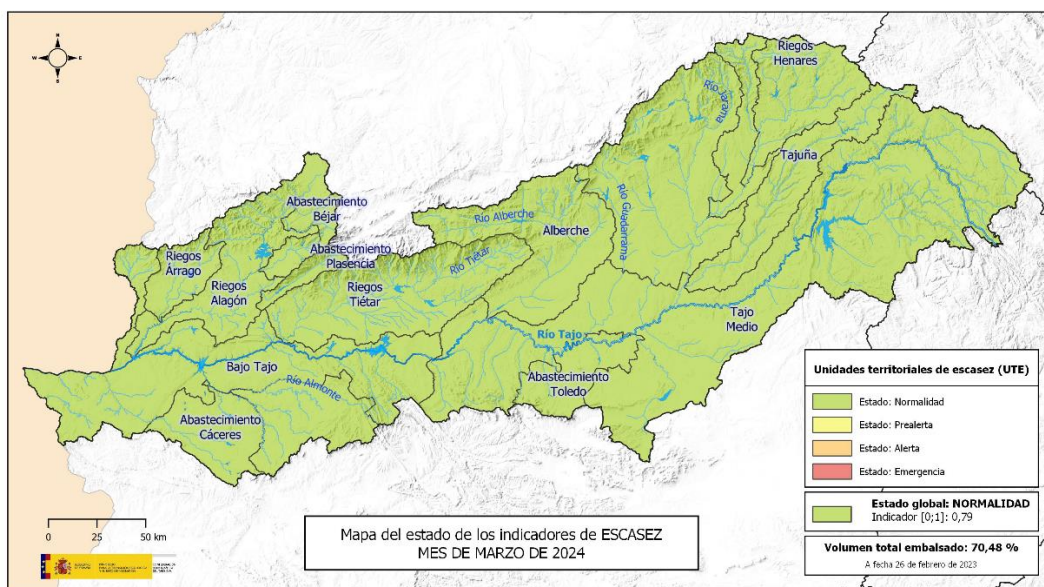 N
W
E
S
Riegos
Henares
Río Jarama
Tajuña
Abastecimiento
Béjar
Río Alberche
Alberche
Río Guadarrama
Abastecimiento
Plasencia
Riegos
Árrago
Río Tiétar
Riegos
Alagón
Riegos
Tiétar
Tajo
Medio
Río Tajo
Bajo Tajo
Río Almonte
Abastecimiento
Toledo
Abastecimiento
Cáceres
Unidades territoriales de escasez (UTE)
Estado: Normalidad
Estado: Prealerta
Estado: Alerta
Estado: Emergencia
Estado global: NORMALIDAD
Indicador [0;1]: 0,79
Volumen total embalsado: 70,48 %
A fecha 26 de febrero de 2023
0 50 km
Mapa del estado de los indicadores de ESCASEZ
MES DE MARZO DE 2024